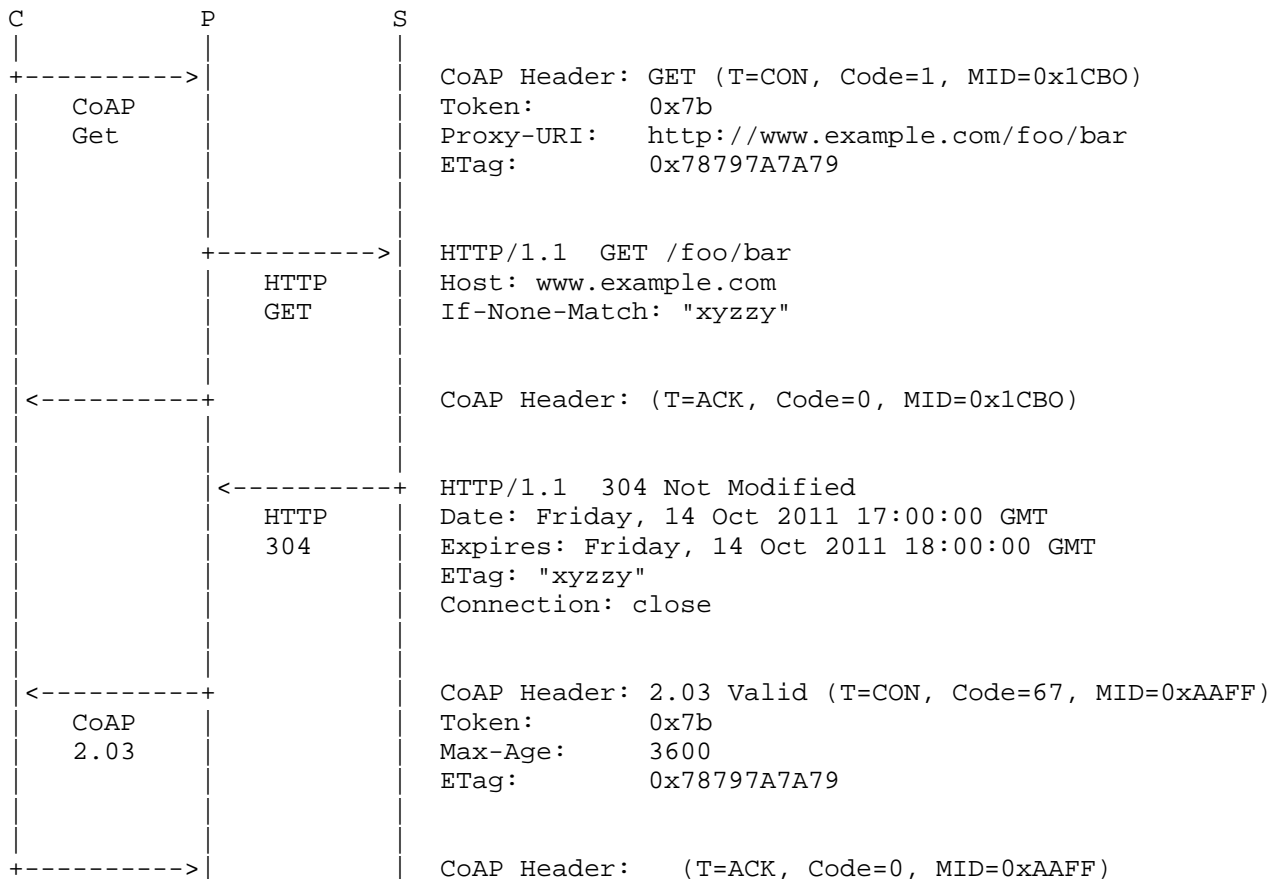 C P S
CoAP Header: GET (T=CON, Code=1, MID=0x1CBO)
CoAP Token: 0x7b
Get Proxy-URI: http://www.example.com/foo/bar
ETag: 0x78797A7A79
HTTP/1.1 GET /foo/bar
HTTP Host: www.example.com
GET If-None-Match: "xyzzy"
CoAP Header: (T=ACK, Code=0, MID=0x1CBO)
HTTP/1.1 304 Not Modified
HTTP Date: Friday, 14 Oct 2011 17:00:00 GMT
304 Expires: Friday, 14 Oct 2011 18:00:00 GMT
ETag: "xyzzy"
Connection: close
CoAP Header: 2.03 Valid (T=CON, Code=67, MID=0xAAFF)
CoAP Token: 0x7b
2.03 Max-Age: 3600
ETag: 0x78797A7A79
CoAP Header: (T=ACK, Code=0, MID=0xAAFF)